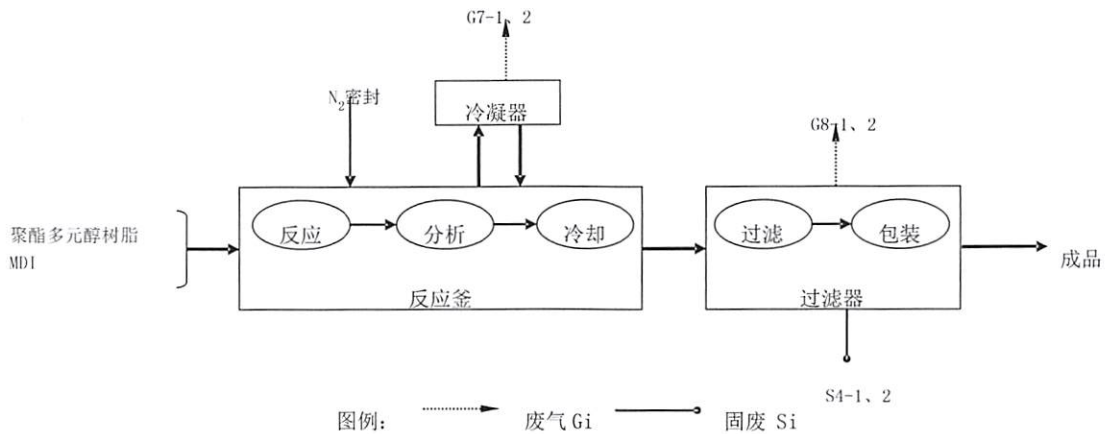 G7-1、2
N₂密封
冷凝器
G8-1、2
聚酯多元醇树脂
MDI
反应
分析
冷却
过滤
包装
成品
反应釜
过滤器
S4-1、2
图例: 废气 Gi 固废 Si